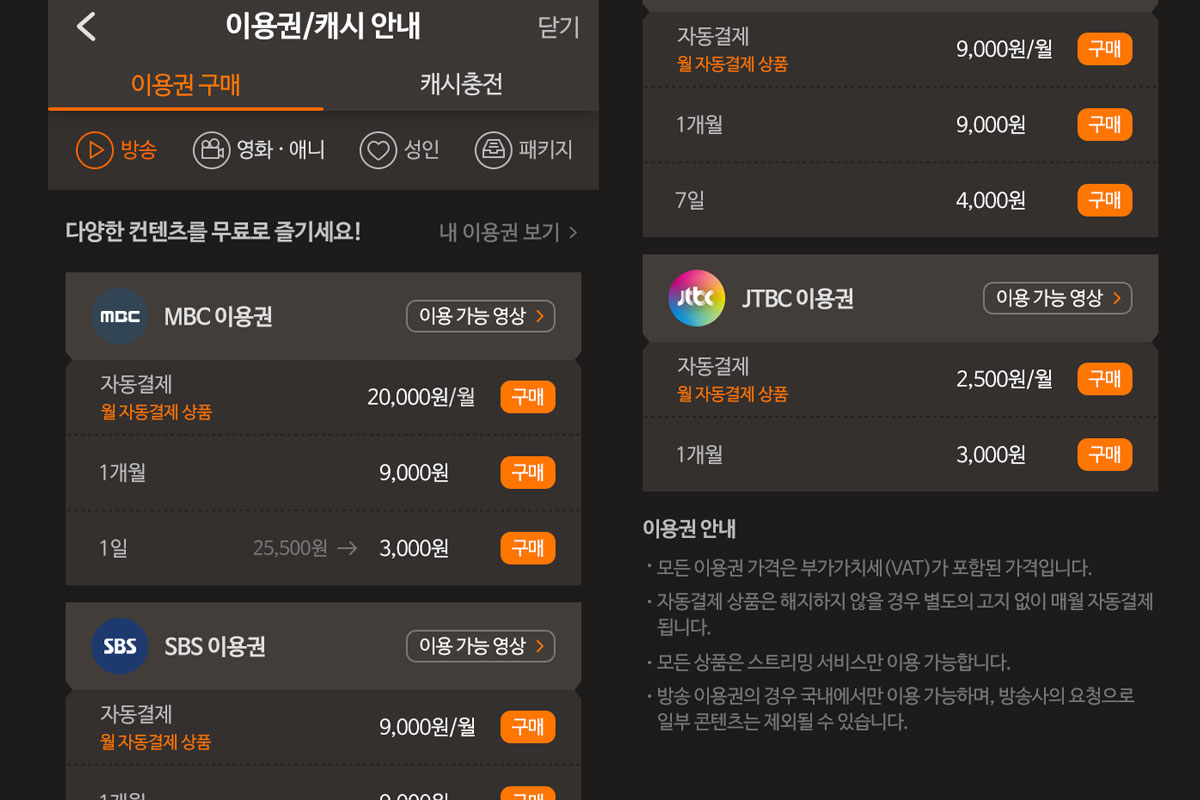 이용권/캐시 안내
닫기
이용권 구매
캐시충전
방송
영화 · 애니
성인
패키지
다양한 컨텐츠를 무료로 즐기세요!
내 이용권 보기 >
mbc
MBC 이용권
이용 가능 영상 >
자동결제
월 자동결제 상품
20,000원/월
구매
1개월
9,000원
구매
1일
25,500원 → 3,000원
구매
SBS
SBS 이용권
이용 가능 영상 >
자동결제
월 자동결제 상품
9,000원/월
구매
1개월
9,000원
구매
자동결제
월 자동결제 상품
9,000원/월
구매
1개월
9,000원
구매
7일
4,000원
구매
jtbc
JTBC 이용권
이용 가능 영상 >
자동결제
월 자동결제 상품
2,500원/월
구매
1개월
3,000원
구매
이용권 안내
· 모든 이용권 가격은 부가가치세(VAT)가 포함된 가격입니다.
· 자동결제 상품은 해지하지 않을 경우 별도의 고지 없이 매월 자동결제
됩니다.
· 모든 상품은 스트리밍 서비스만 이용 가능합니다.
· 방송 이용권의 경우 국내에서만 이용 가능하며, 방송사의 요청으로
일부 콘텐츠는 제외될 수 있습니다.